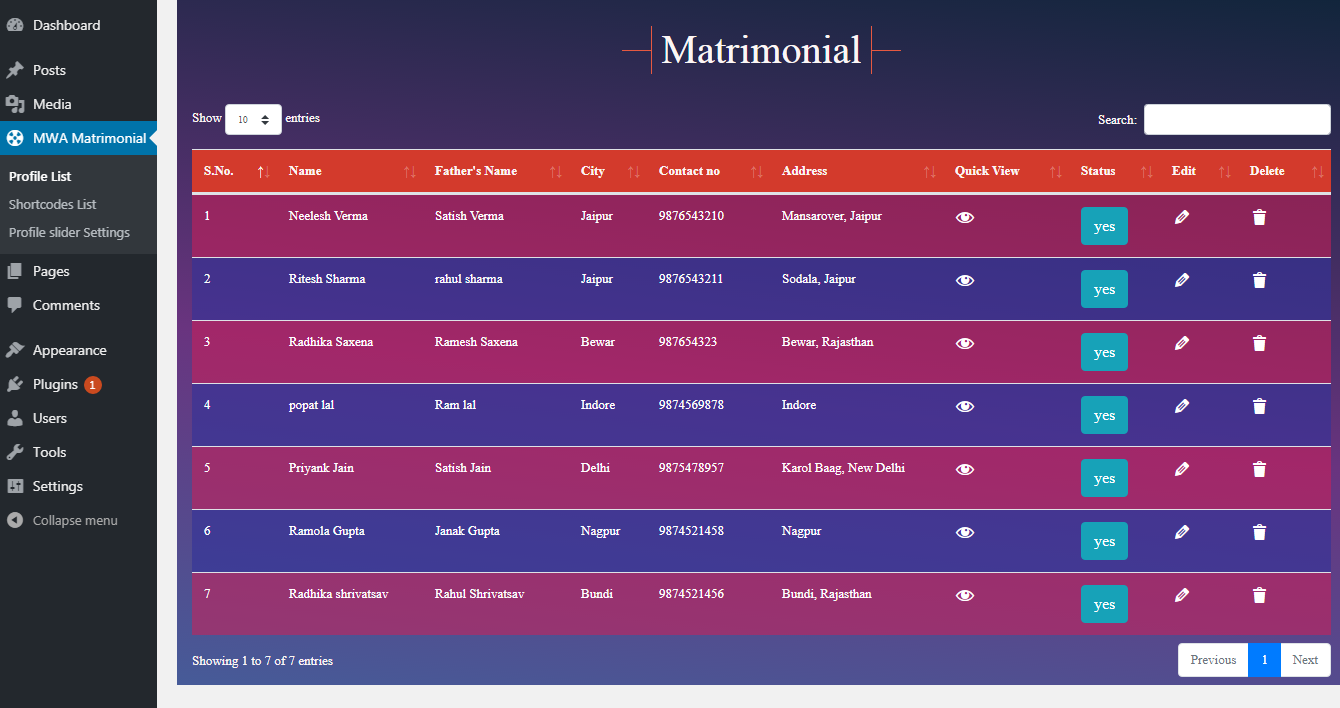 Dashboard
Posts
Media
MWA Matrimonial
Profile List
Shortcodes List
Profile slider Settings
Pages
Comments
Appearance
Plugins 1
Users
Tools
Settings
Collapse menu
Matrimonial
Show 10 entries Search:
S.No. Name Father's Name City Contact no Address Quick View Status Edit Delete
1 Neelesh Verma Satish Verma Jaipur 9876543210 Mansarover, Jaipur yes
2 Ritesh Sharma rahul sharma Jaipur 9876543211 Sodala, Jaipur yes
3 Radhika Saxena Ramesh Saxena Bewar 987654323 Bewar, Rajasthan yes
4 popat lal Ram lal Indore 9874569878 Indore yes
5 Priyank Jain Satish Jain Delhi 9875478957 Karol Baag, New Delhi yes
6 Ramola Gupta Janak Gupta Nagpur 9874521458 Nagpur yes
7 Radhika shrivatsav Rahul Shrivatsav Bundi 9874521456 Bundi, Rajasthan yes
Showing 1 to 7 of 7 entries Previous 1 Next